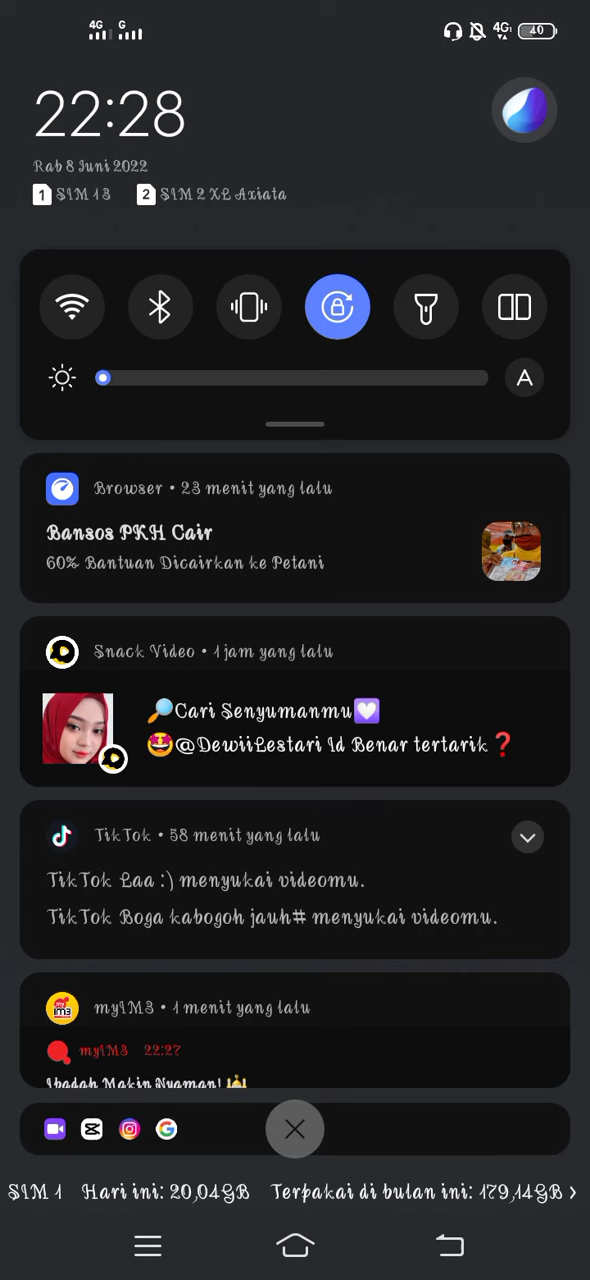 4G G
4G 40
22:28
Rab 8 Juni 2022
1 SIM 1 3 2 SIM 2 XL Axiata
A
Browser • 23 menit yang lalu
Bansos PKH Cair
60% Bantuan Dicairkan ke Petani
Snack Video • 1 jam yang lalu
🔎Cari Senyumanmu💟
🤩@DewiiLestari Id Benar tertarik❓
TikTok • 58 menit yang lalu
TikTok Laa :) menyukai videomu.
TikTok Boga kabogoh jauh# menyukai videomu.
my im3
myIM3 • 1 menit yang lalu
myIM3 22:27
Ibadah Makin Nyaman! 🕌
SIM 1 Hari ini: 20,04GB Terpakai di bulan ini: 179,14GB >